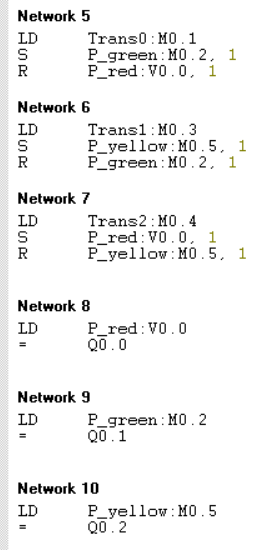 Network 5
LD Trans0:M0.1
S P_green:M0.2, 1
R P_red:V0.0, 1
Network 6
LD Trans1:M0.3
S P_yellow:M0.5, 1
R P_green:M0.2, 1
Network 7
LD Trans2:M0.4
S P_red:V0.0, 1
R P_yellow:M0.5, 1
Network 8
LD P_red:V0.0
= Q0.0
Network 9
LD P_green:M0.2
= Q0.1
Network 10
LD P_yellow:M0.5
= Q0.2